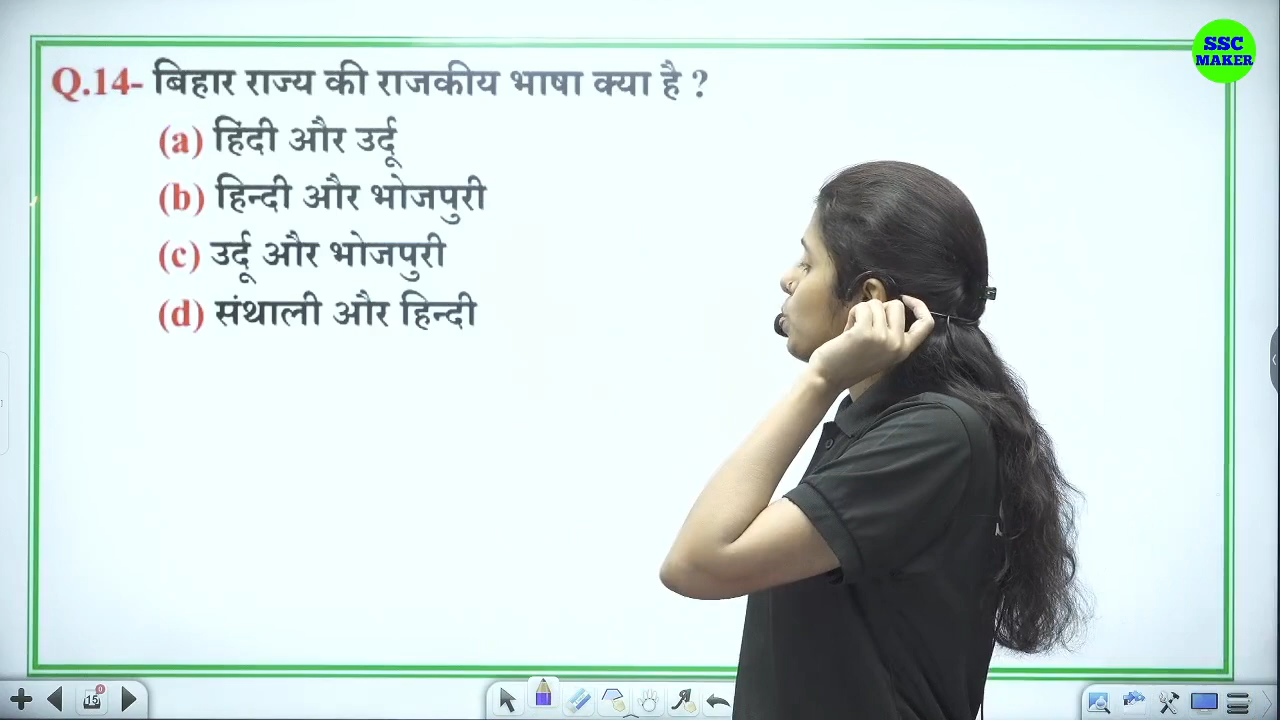 SSC
MAKER
Q.14- बिहार राज्य की राजकीय भाषा क्या है ?
(a) हिंदी और उर्दू
(b) हिन्दी और भोजपुरी
(c) उर्दू और भोजपुरी
(d) संथाली और हिन्दी
15